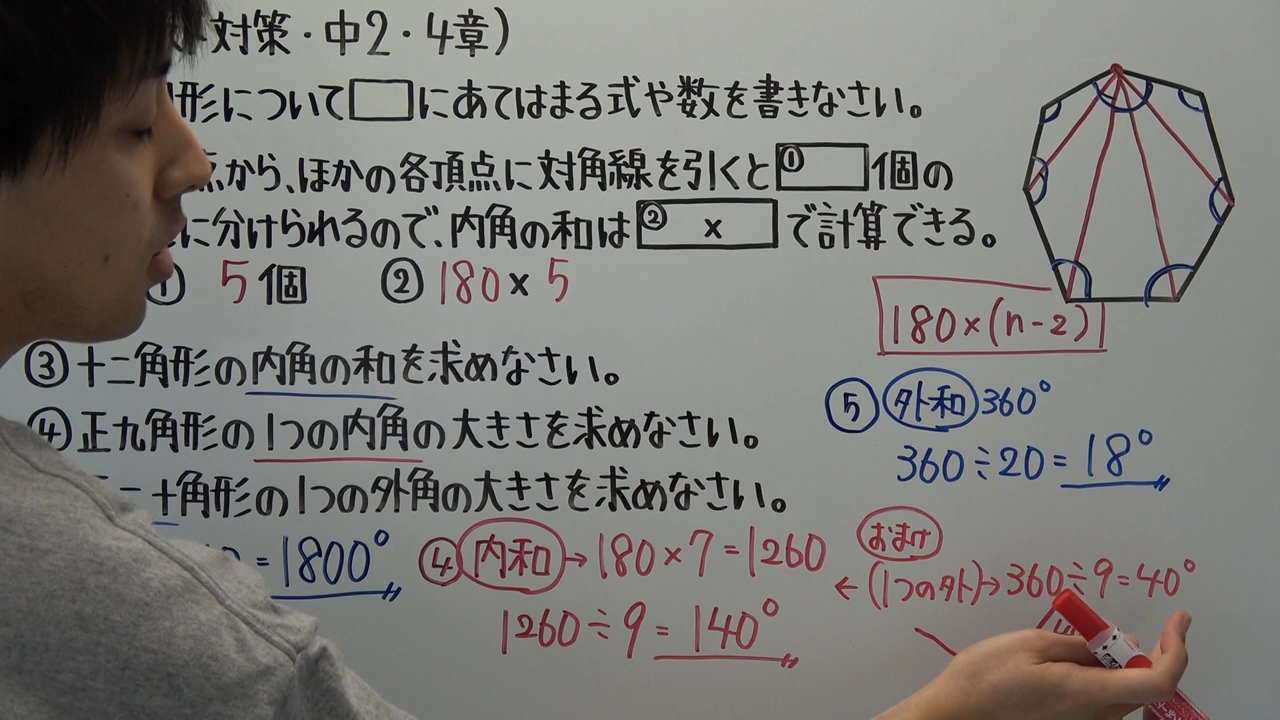 対策・中2・4章)
形について□にあてはまる式や数を書きなさい。
点から、ほかの各頂点に対角線を引くと①個の
に分けられるので、内角の和は② ×で計算できる。
① 5個 ② 180×5
180×(n-2)
③十二角形の内角の和を求めなさい。
④正九角形の1つの内角の大きさを求めなさい。
二十角形の1つの外角の大きさを求めなさい。
⑤外和360°
360÷20=18°
=1800°
④内和→180×7=1260
1260÷9=140°
おまけ
←(1つの外)→360÷9=40°